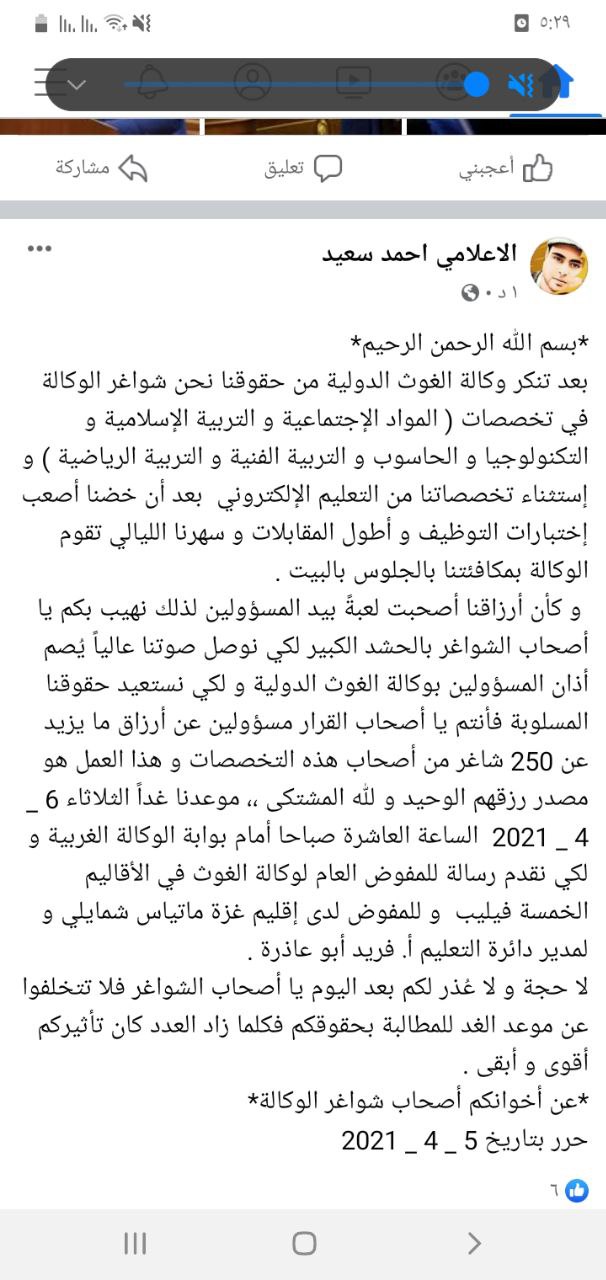 ٥:٢٩
أعجبني
تعليق
مشاركة
الاعلامي احمد سعيد
١ د
*بسم الله الرحمن الرحيم*
بعد تنكر وكالة الغوث الدولية من حقوقنا نحن شواغر الوكالة
في تخصصات ( المواد الإجتماعية و التربية الإسلامية و
التكنولوجيا و الحاسوب و التربية الفنية و التربية الرياضية ) و
إستثناء تخصصاتنا من التعليم الإلكتروني بعد أن خضنا أصعب
إختبارات التوظيف و أطول المقابلات و سهرنا الليالي تقوم
الوكالة بمكافئتنا بالجلوس بالبيت .
و كأن أرزاقنا أصحبت لعبةً بيد المسؤولين لذلك نهيب بكم يا
أصحاب الشواغر بالحشد الكبير لكي نوصل صوتنا عالياً يُصم
أذان المسؤولين بوكالة الغوث الدولية و لكي نستعيد حقوقنا
المسلوبة فأنتم يا أصحاب القرار مسؤولين عن أرزاق ما يزيد
عن 250 شاغر من أصحاب هذه التخصصات و هذا العمل هو
مصدر رزقهم الوحيد و لله المشتكى ،، موعدنا غداً الثلاثاء 6 _
4 _ 2021 الساعة العاشرة صباحا أمام بوابة الوكالة الغربية و
لكي نقدم رسالة للمفوض العام لوكالة الغوث في الأقاليم
الخمسة فيليب و للمفوض لدى إقليم غزة ماتياس شمايلي و
لمدير دائرة التعليم أ. فريد أبو عاذرة .
لا حجة و لا عُذر لكم بعد اليوم يا أصحاب الشواغر فلا تتخلفوا
عن موعد الغد للمطالبة بحقوقكم فكلما زاد العدد كان تأثيركم
أقوى و أبقى .
*عن أخوانكم أصحاب شواغر الوكالة*
حرر بتاريخ 5 _ 4 _ 2021
٦